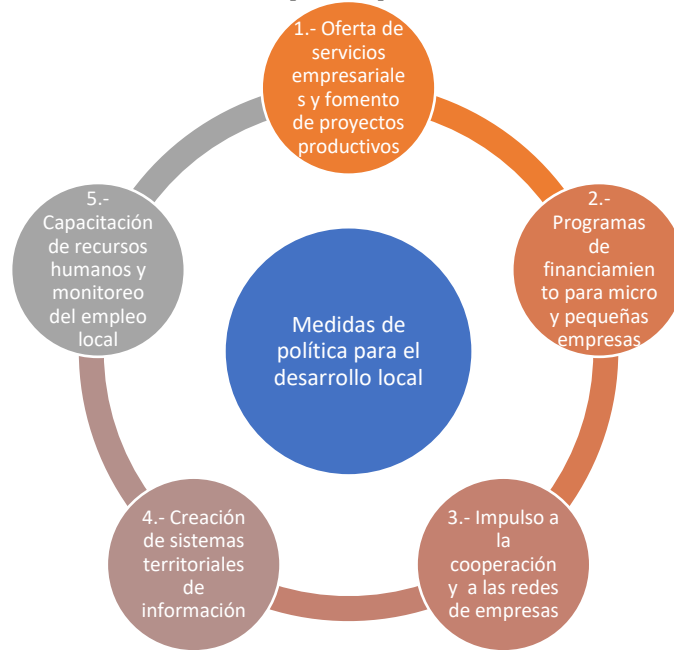 1.- Oferta de
servicios
empresariale
s y fomento
de proyectos
productivos
2.-
Programas
de
financiamien
to para micro
y pequeñas
empresas
3.- Impulso a
la
cooperación
y a las redes
de empresas
4.- Creación
de sistemas
territoriales
de
información
5.-
Capacitación
de recursos
humanos y
monitoreo
del empleo
local
Medidas de
política para el
desarrollo local